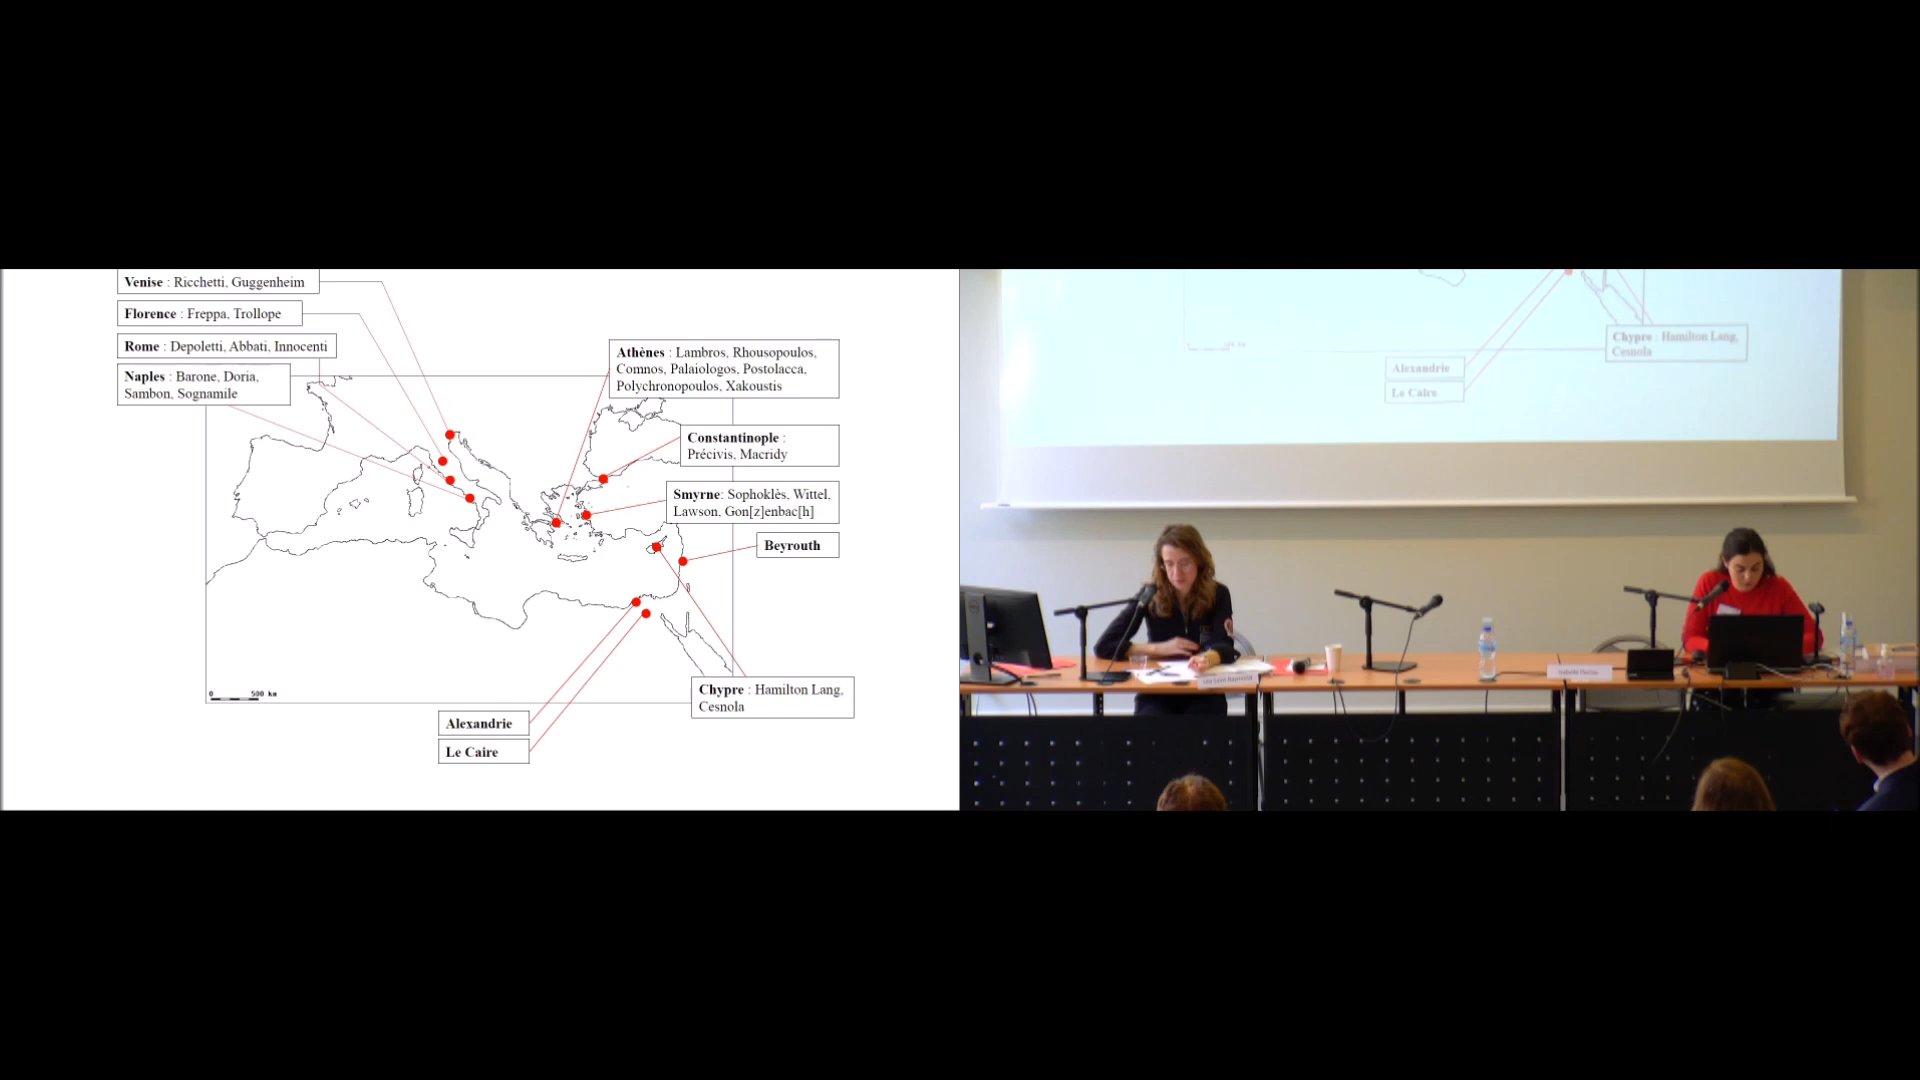 Venise : Ricchetti, Guggenheim
Florence : Freppa, Trollope
Rome : Depoletti, Abbati, Innocenti
Naples : Barone, Doria,
Sambon, Sognamile
Athènes : Lambros, Rhousopoulos,
Comnos, Palaiologos, Postolacca,
Polychronopoulos, Xakoustis
Constantinople :
Précivis, Macridy
Smyrne: Sophoklès, Wittel,
Lawson, Gon[z]enbac[h]
Beyrouth
0 500 km
Chypre : Hamilton Lang,
Cesnola
Alexandrie
Le Caire
Chypre : Hamilton Lang,
Cesnola
Alexandrie
Le Caire